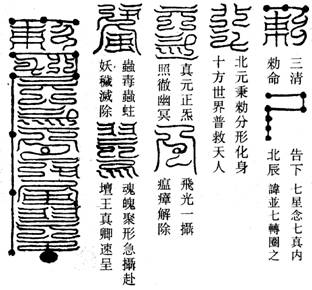 三清
勅命
告下 七星念七真内
北辰 諱並七轉圈之
北元秉勅分形化身
十方世界普救天人
真元正炁
照徹幽冥
飛光一攝
瘟瘴解除
蠱毒蟲蛀
妖穢滅除
魂魄聚形急攝赴
壇王真卿速呈